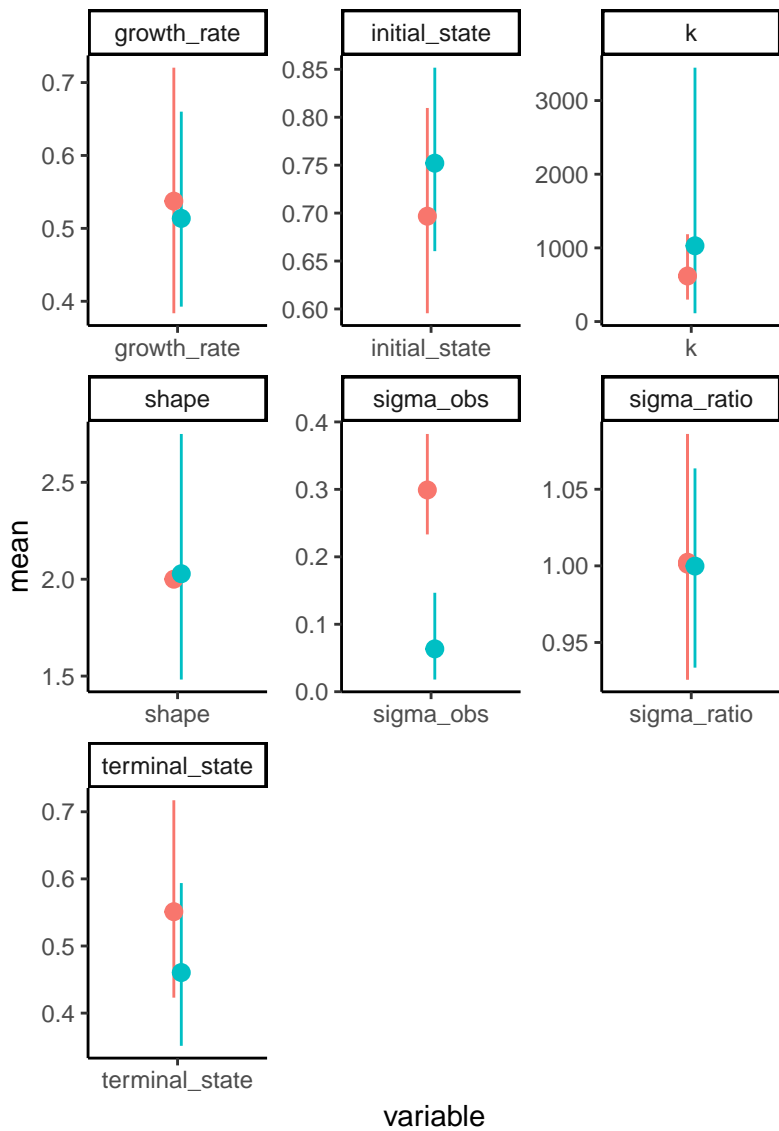 growth_rate
initial_state
k
0.7
0.6
0.5
0.4
growth_rate
0.85
0.80
0.75
0.70
0.65
0.60
initial_state
3000
2000
1000
0
k
shape
sigma_obs
sigma_ratio
2.5
2.0
1.5
shape
0.4
0.3
0.2
0.1
0.0
sigma_obs
1.05
1.00
0.95
sigma_ratio
mean
terminal_state
0.7
0.6
0.5
0.4
terminal_state
variable